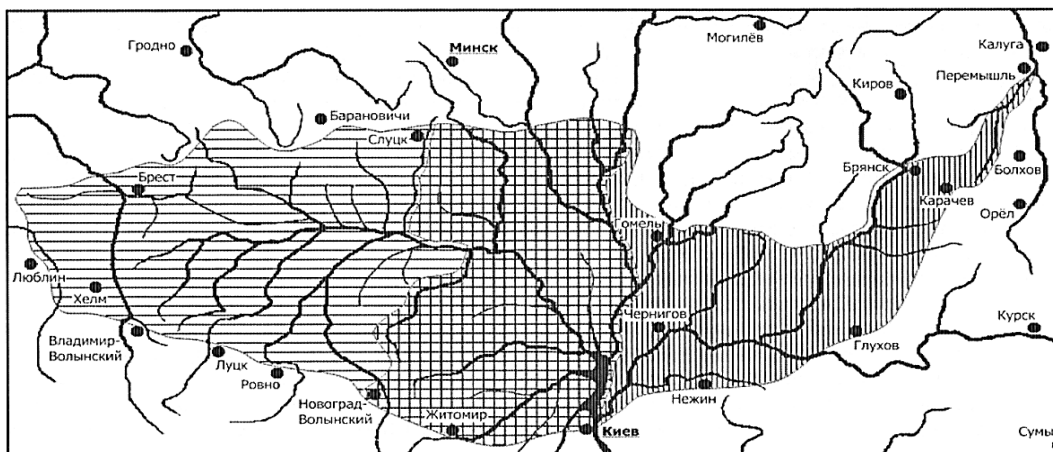 Гродно
Минск
Могилёв
Калуга
Перемышль
Киров
Барановичи
Слуцк
Брест
Брянск
Болхов
Карачев
Орёл
Гомель
Люблин
Хелм
Владимир-
Волынский
Чернигов
Глухов
Курск
Луцк
Ровно
Нежин
Новоград-
Волынский
Житомир
Киев
Сумы